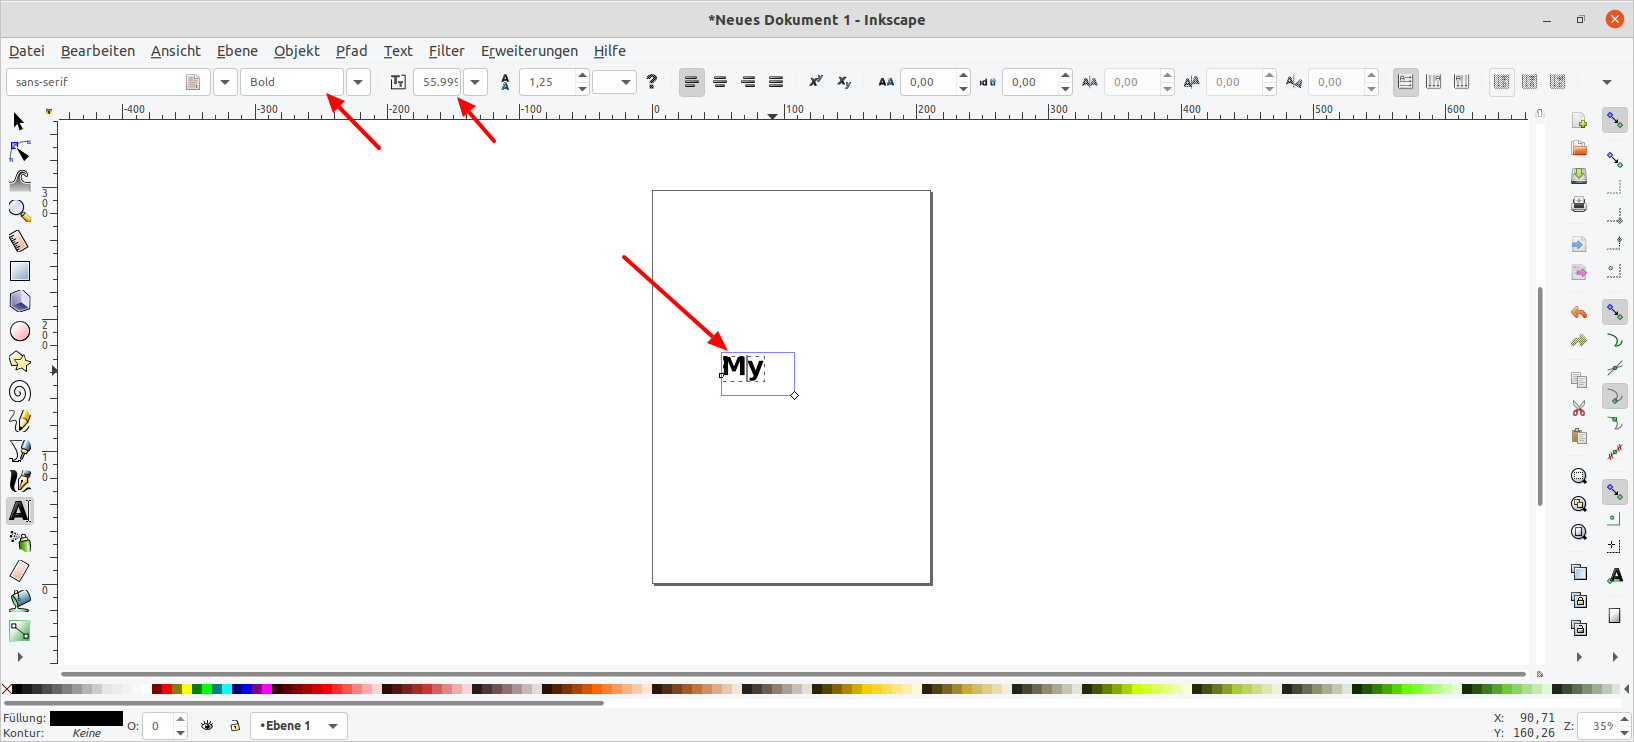 *Neues Dokument 1 - Inkscape
Datei Bearbeiten Ansicht Ebene Objekt Pfad Text Filter Erweiterungen Hilfe
sans-serif Bold 55.999 1,25 ? 0,00 0,00 0,00 0,00 0,00
-400 -300 -200 -100 0 100 200 300 400 500 600
300
200
My
100
0
Füllung: O: 0 •Ebene 1 X: 90,71 Z: 35%
Kontur: Keine Y: 160,26